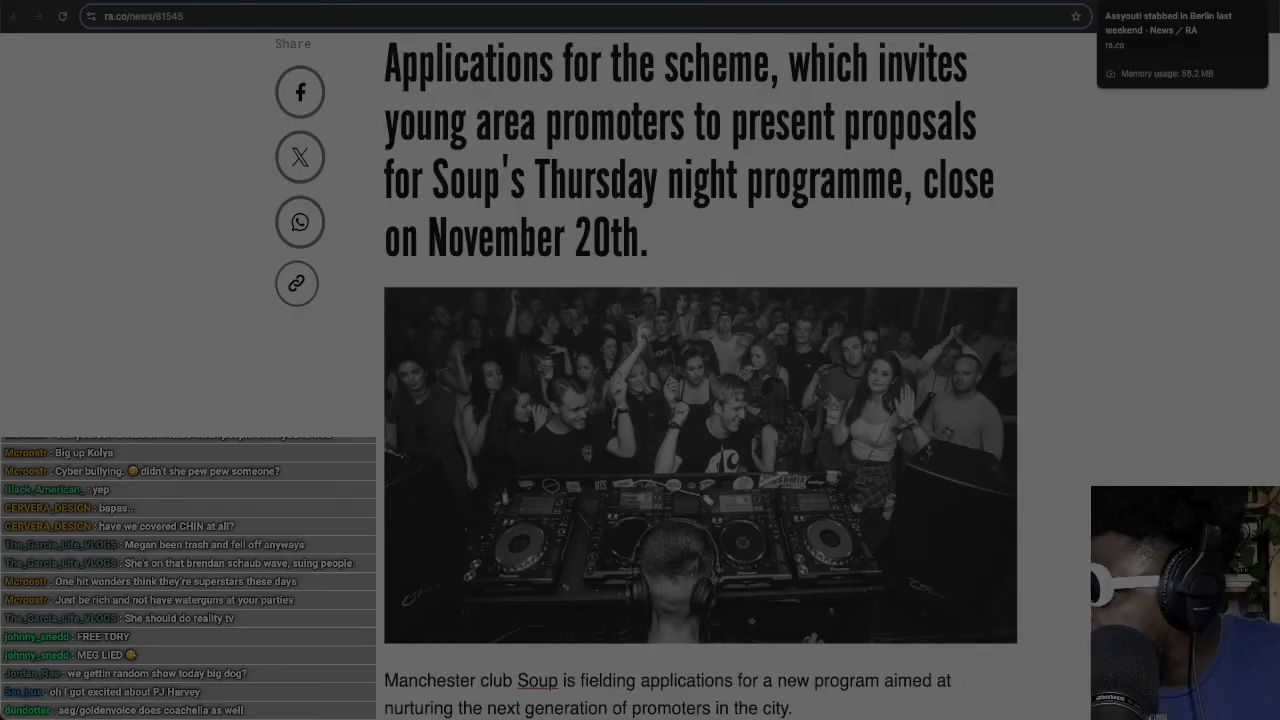 ra.co/news/81545
Assyouti stabbed in Berlin last
weekend · News / RA
ra.co
Memory usage: 58.2 MB
Share
Applications for the scheme, which invites
young area promoters to present proposals
for Soup's Thursday night programme, close
on November 20th.
Mcroostr : Big up Kolya
Mcroostr : Cyber bullying. didn't she pew pew someone?
Black_American_ : yep
CERVERA_DESIGN : bapas...
CERVERA_DESIGN : have we covered CHIN at all?
The_Garcia_Life_VLOGS : Megan been trash and fell off anyways
The_Garcia_Life_VLOGS : She's on that brendan schaub wave, suing people.
Mcroostr : One hit wonders think they're superstars these days
Mcroostr : Just be rich and not have waterguns at your parties
The_Garcia_Life_VLOGS : She should do reality tv
johnny_snedd : FREE TORY
johnny_snedd : MEG LIED
Jordan_Rae : we gettin random show today big dog?
Sar_Lux : oh I got excited about PJ Harvey
dundotter : aeg/goldenvoice does coachella as well
Manchester club Soup is fielding applications for a new program aimed at
nurturing the next generation of promoters in the city.